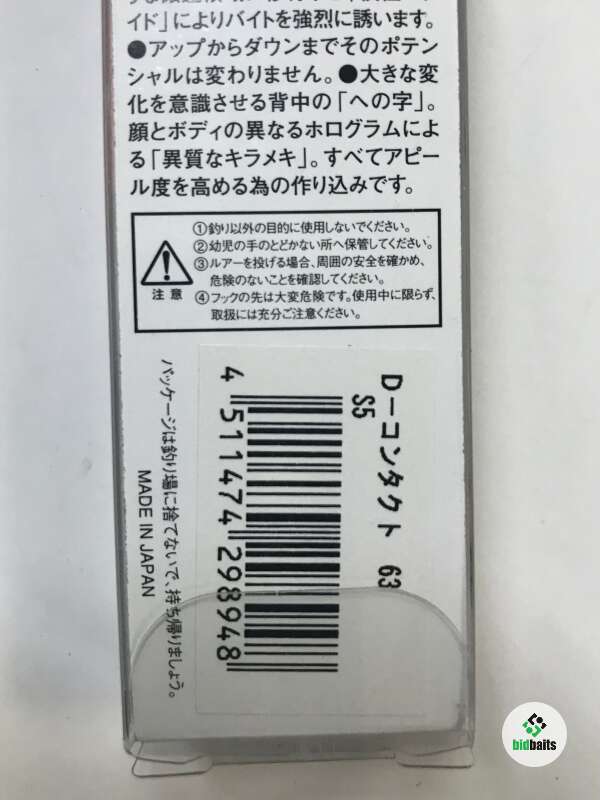 イド」によりバイトを強烈に誘います。
●アップからダウンまでそのポテン
シャルは変わりません。●大きな変
化を意識させる背中の「への字」。
顔とボディの異なるホログラムによ
る「異質なキラメキ」。すべてアピー
ル度を高める為の作り込みです。
注意
①釣り以外の目的に使用しないでください。
②幼児の手のとどかない所へ保管してください。
③ルアーを投げる場合、周囲の安全を確かめ、
危険のないことを確認してください。
④フックの先は大変危険です。使用中に限らず、
取扱には充分ご注意ください。
D-コンタクト 63
S5
4 511474 298948
パッケージは釣り場に捨てないで、持ち帰りましょう。
MADE IN JAPAN
bidbaits